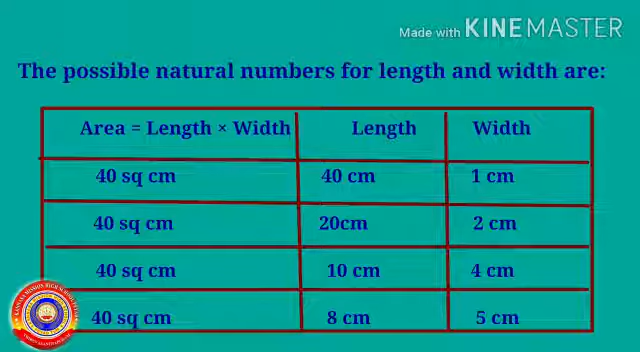 Made with KINEMASTER
The possible natural numbers for length and width are:
Area = Length × Width Length Width
40 sq cm 40 cm 1 cm
40 sq cm 20cm 2 cm
40 sq cm 10 cm 4 cm
40 sq cm 8 cm 5 cm